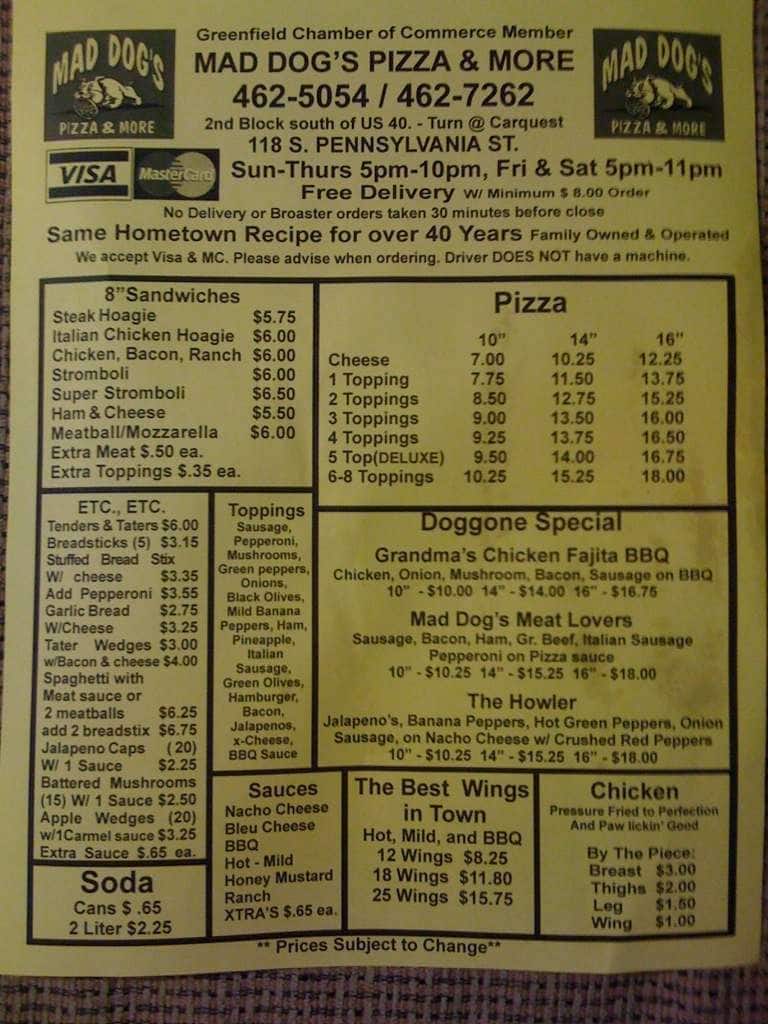 Greenfield Chamber of Commerce Member
MAD DOG'S
PIZZA & MORE
MAD DOG'S PIZZA & MORE
MAD DOG'S
PIZZA & MORE
462-5054 / 462-7262
2nd Block south of US 40. - Turn @ Carquest
118 S. PENNSYLVANIA ST.
VISA
MasterCard
Sun-Thurs 5pm-10pm, Fri & Sat 5pm-11pm
Free Delivery W/ Minimum $ 8.00 Order
No Delivery or Broaster orders taken 30 minutes before close
Same Hometown Recipe for over 40 Years Family Owned & Operated
We accept Visa & MC. Please advise when ordering. Driver DOES NOT have a machine.
8"Sandwiches
Steak Hoagie $5.75
Italian Chicken Hoagie $6.00
Chicken, Bacon, Ranch $6.00
Stromboli $6.00
Super Stromboli $6.50
Ham & Cheese $5.50
Meatball/Mozzarella $6.00
Extra Meat $.50 ea.
Extra Toppings $.35 ea.
Pizza
10" 14" 16"
Cheese 7.00 10.25 12.25
1 Topping 7.75 11.50 13.75
2 Toppings 8.50 12.75 15.25
3 Toppings 9.00 13.50 16.00
4 Toppings 9.25 13.75 16.50
5 Top(DELUXE) 9.50 14.00 16.75
6-8 Toppings 10.25 15.25 18.00
ETC., ETC.
Tenders & Taters $6.00
Breadsticks (5) $3.15
Stuffed Bread Stix
W/ cheese $3.35
Add Pepperoni $3.55
Garlic Bread $2.75
W/Cheese $3.25
Tater Wedges $3.00
w/Bacon & cheese $4.00
Spaghetti with
Meat sauce or
2 meatballs $6.25
add 2 breadstix $6.75
Jalapeno Caps (20)
W/ 1 Sauce $2.25
Battered Mushrooms
(15) W/ 1 Sauce $2.50
Apple Wedges (20)
w/1Carmel sauce $3.25
Extra Sauce $.65 ea.
Toppings
Sausage,
Pepperoni,
Mushrooms,
Green peppers,
Onions,
Black Olives,
Mild Banana
Peppers, Ham,
Pineapple,
Italian
Sausage,
Green Olives,
Hamburger,
Bacon,
Jalapenos,
x-Cheese,
BBQ Sauce
Doggone Special
Grandma's Chicken Fajita BBQ
Chicken, Onion, Mushroom, Bacon, Sausage on BBQ
10" - $10.00 14" - $14.00 16" - $16.75
Mad Dog's Meat Lovers
Sausage, Bacon, Ham, Gr. Beef, Italian Sausage
Pepperoni on Pizza sauce
10" - $10.25 14" - $15.25 16" - $18.00
The Howler
Jalapeno's, Banana Peppers, Hot Green Peppers, Onion
Sausage, on Nacho Cheese w/ Crushed Red Peppers
10" - $10.25 14" - $15.25 16" - $18.00
Soda
Cans $ .65
2 Liter $2.25
Sauces
Nacho Cheese
Bleu Cheese
BBQ
Hot - Mild
Honey Mustard
Ranch
XTRA'S $.65 ea.
The Best Wings
in Town
Hot, Mild, and BBQ
12 Wings $8.25
18 Wings $11.80
25 Wings $15.75
Chicken
Pressure Fried to Perfection
And Paw lickin' Good
By The Piece:
Breast $3.00
Thighs $2.00
Leg $1.50
Wing $1.00
** Prices Subject to Change**